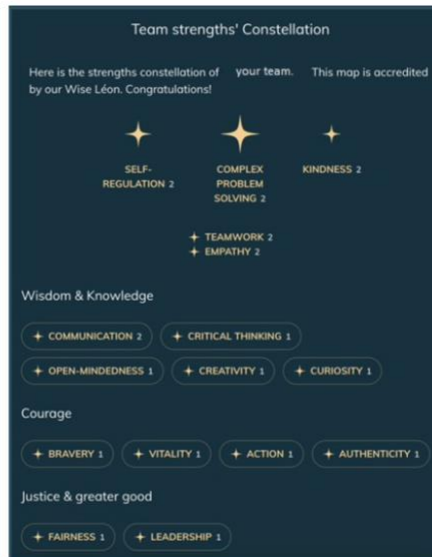 Team strengths' Constellation
Here is the strengths constellation of your team. This map is accredited
by our Wise Léon. Congratulations!
SELF-
REGULATION 2
COMPLEX
PROBLEM
SOLVING 2
KINDNESS 2
TEAMWORK 2
EMPATHY 2
Wisdom & Knowledge
COMMUNICATION 2
CRITICAL THINKING 1
OPEN-MINDEDNESS 1
CREATIVITY 1
CURIOSITY 1
Courage
BRAVERY 1
VITALITY 1
ACTION 1
AUTHENTICITY 1
Justice & greater good
FAIRNESS 1
LEADERSHIP 1